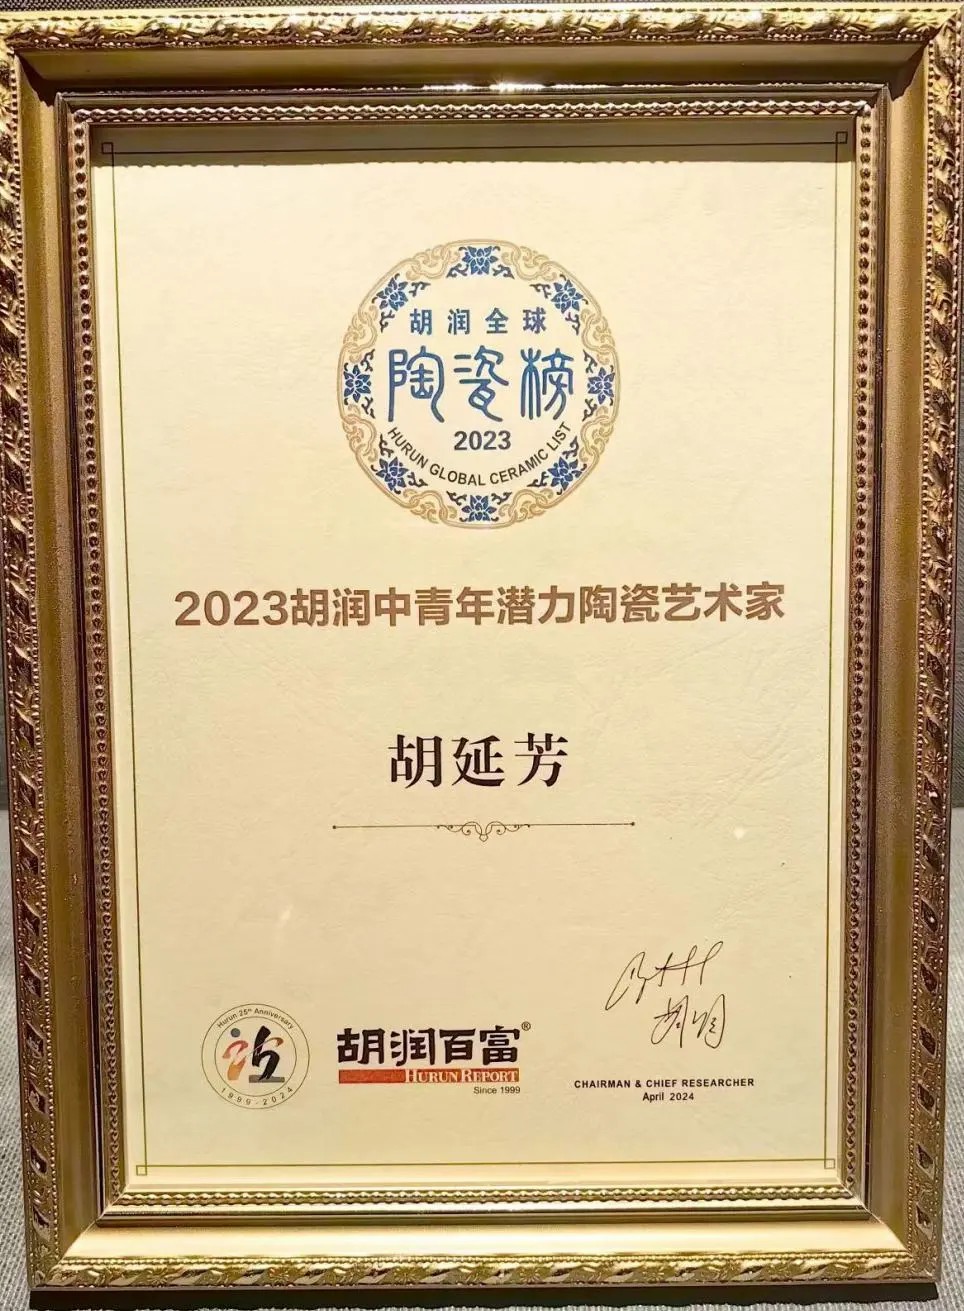 胡润全球
陶瓷榜
2023
HURUN GLOBAL CERAMIC LIST
2023胡润中青年潜力陶瓷艺术家
胡延芳
Hurun 25th Anniversary
1999-2024
胡润百富®
HURUN REPORT
Since 1999
胡润
CHAIRMAN & CHIEF RESEARCHER
April 2024